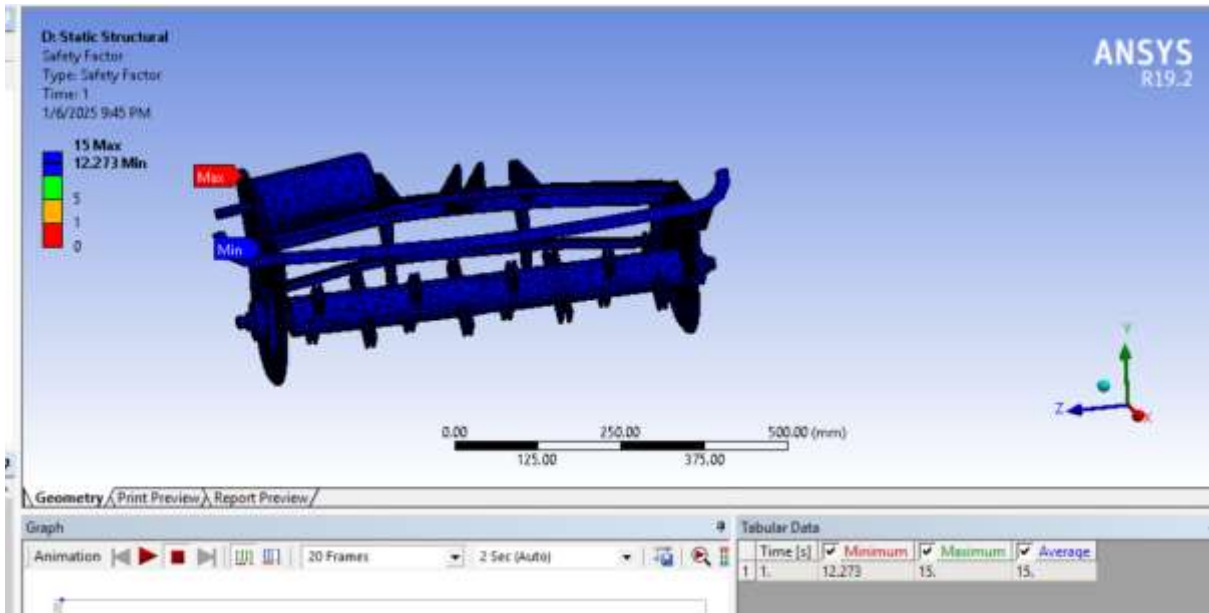 D: Static Structural
Safety Factor
Type: Safety Factor
Time: 1
1/6/2025 9:45 PM
15 Max
12.273 Min
5
1
0
ANSYS
R19.2
Max
Min
Y
Z
X
0.00 250.00 500.00 (mm)
125.00 375.00
Geometry Print Preview Report Preview
Graph
Animation 20 Frames 2 Sec (Auto)
Tabular Data
Time [s] Minimum Maximum Average
1 1. 12.273 15. 15.